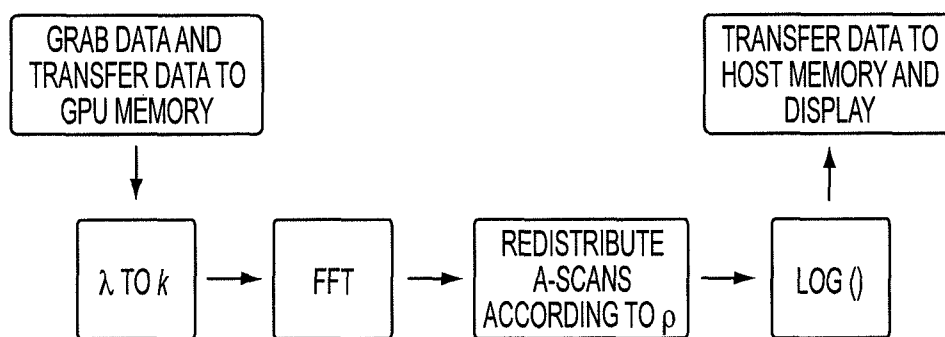 GRAB DATA AND
TRANSFER DATA TO
GPU MEMORY
TRANSFER DATA TO
HOST MEMORY AND
DISPLAY
λ TO k
FFT
REDISTRIBUTE
A-SCANS
ACCORDING TO ρ
LOG ()